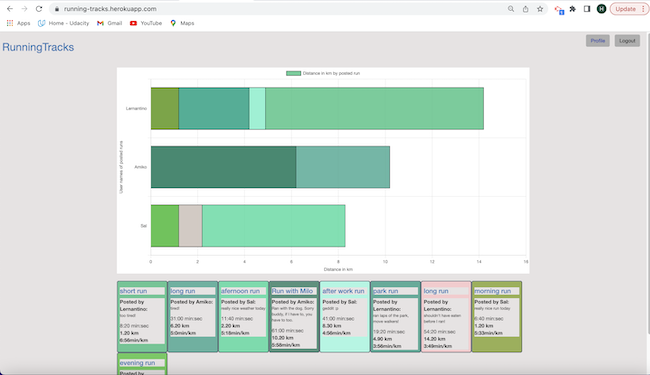 running-tracks.herokuapp.com
Update
Apps
Home - Udacity
Gmail
YouTube
Maps
RunningTracks
Profile
Logout
Distance in km by posted run
User names of posted runs
Lernantino
Amiko
Sal
0 2 4 6 8 10 12 14 16
Distance in km
short run
Posted by Lernantino:
too tired!
9:20 min:sec
1.20 km
6:56min/km
long run
Posted by Amiko:
tired!
31:00 min:sec
6.20 km
5:0min/km
afernoon run
Posted by Sal:
really nice weather today
11:40 min:sec
2.20 km
5:18min/km
Run with Milo
Posted by Amiko:
Ran with the dog. Sorry
buddy, if I have to, you
have to too.
61:00 min:sec
10.20 km
5:58min/km
after work run
Posted by Sal:
41:00 min:sec
8.30 km
4:56min/km
park run
Posted by Lernantino:
ran laps of the park.
19:20 min:sec
4.90 km
3:56min/km
long run
Posted by Lernantino:
shouldn't have eaten
before I ran!
54:20 min:sec
14.20 km
3:49min/km
morning run
Posted by Sal:
really nice run today
6:40 min:sec
1.20 km
5:33min/km
evening run
Posted by